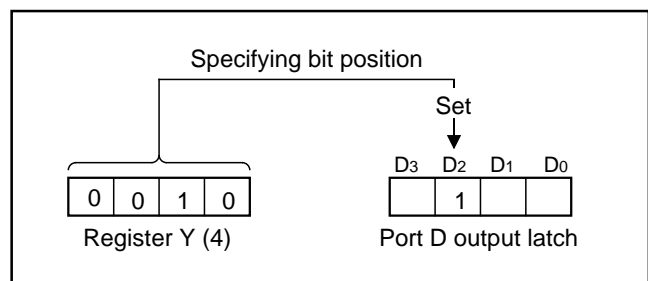 Specifying bit position
Set
D3 D2 D1 D0
0 0 1 0 1
Register Y (4) Port D output latch